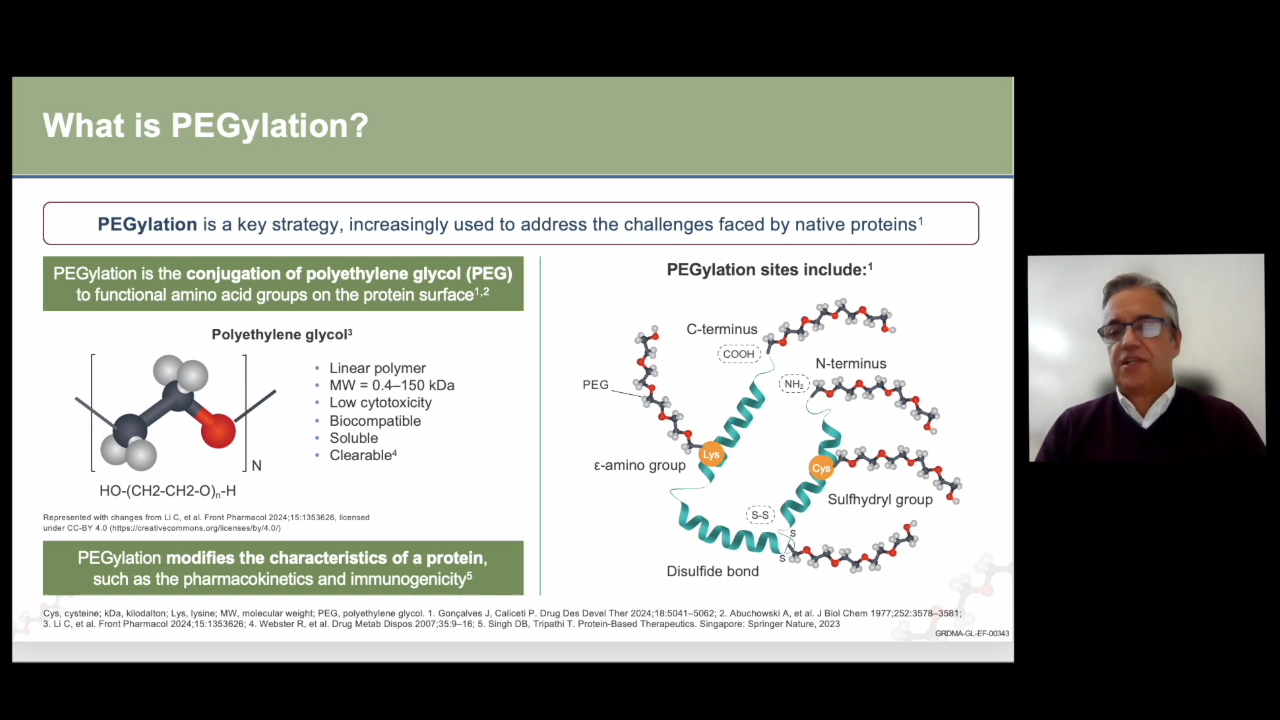 What is PEGylation?
PEGylation is a key strategy, increasingly used to address the challenges faced by native proteins¹
PEGylation is the conjugation of polyethylene glycol (PEG)
to functional amino acid groups on the protein surface¹,²
Polyethylene glycol³
N
HO-(CH2-CH2-O)ₙ-H
• Linear polymer
• MW = 0.4–150 kDa
• Low cytotoxicity
• Biocompatible
• Soluble
• Clearable⁴
Represented with changes from Li C, et al. Front Pharmacol 2024;15:1353626, licensed
under CC-BY 4.0 (https://creativecommons.org/licenses/by/4.0/)
PEGylation modifies the characteristics of a protein,
such as the pharmacokinetics and immunogenicity⁵
PEGylation sites include:¹
C-terminus
COOH
N-terminus
NH₂
PEG
Lys
ε-amino group
Cys
Sulfhydryl group
S-S
S
S
Disulfide bond
Cys, cysteine; kDa, kilodalton; Lys, lysine; MW, molecular weight; PEG, polyethylene glycol. 1. Gonçalves J, Caliceti P. Drug Des Devel Ther 2024;18:5041–5062; 2. Abuchowski A, et al. J Biol Chem 1977;252:3578–3581;
3. Li C, et al. Front Pharmacol 2024;15:1353626; 4. Webster R, et al. Drug Metab Dispos 2007;35:9–16; 5. Singh DB, Tripathi T. Protein-Based Therapeutics. Singapore: Springer Nature, 2023
GRDMA-GL-EF-00343